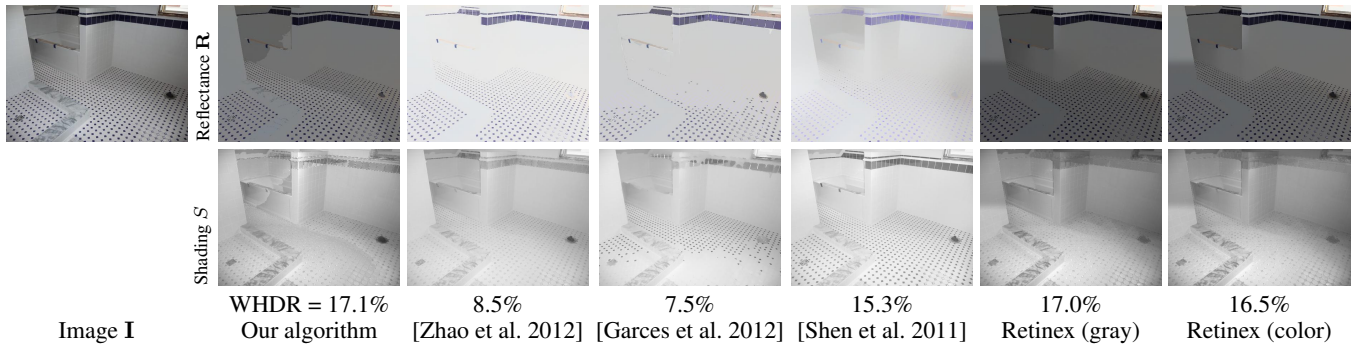 Reflectance R
Shading S
WHDR = 17.1% 8.5% 7.5% 15.3% 17.0% 16.5%
Image I Our algorithm [Zhao et al. 2012] [Garces et al. 2012] [Shen et al. 2011] Retinex (gray) Retinex (color)